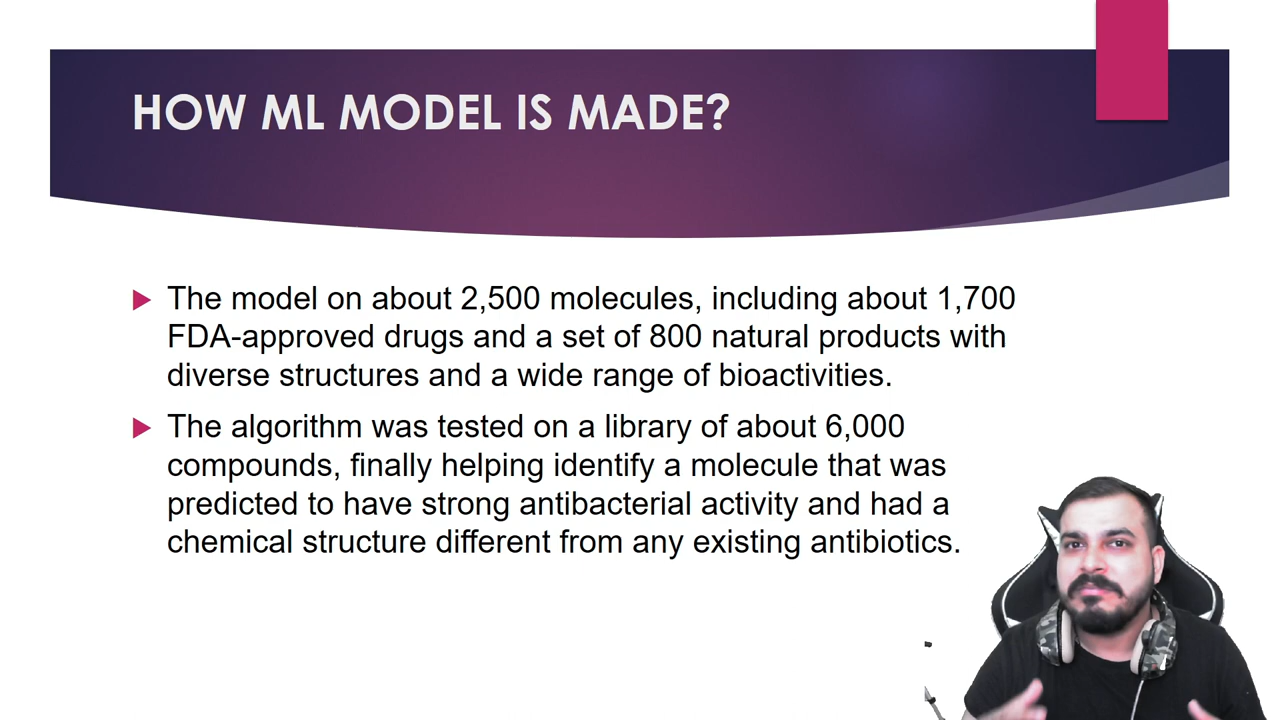 HOW ML MODEL IS MADE?
The model on about 2,500 molecules, including about 1,700
FDA-approved drugs and a set of 800 natural products with
diverse structures and a wide range of bioactivities.
The algorithm was tested on a library of about 6,000
compounds, finally helping identify a molecule that was
predicted to have strong antibacterial activity and had a
chemical structure different from any existing antibiotics.